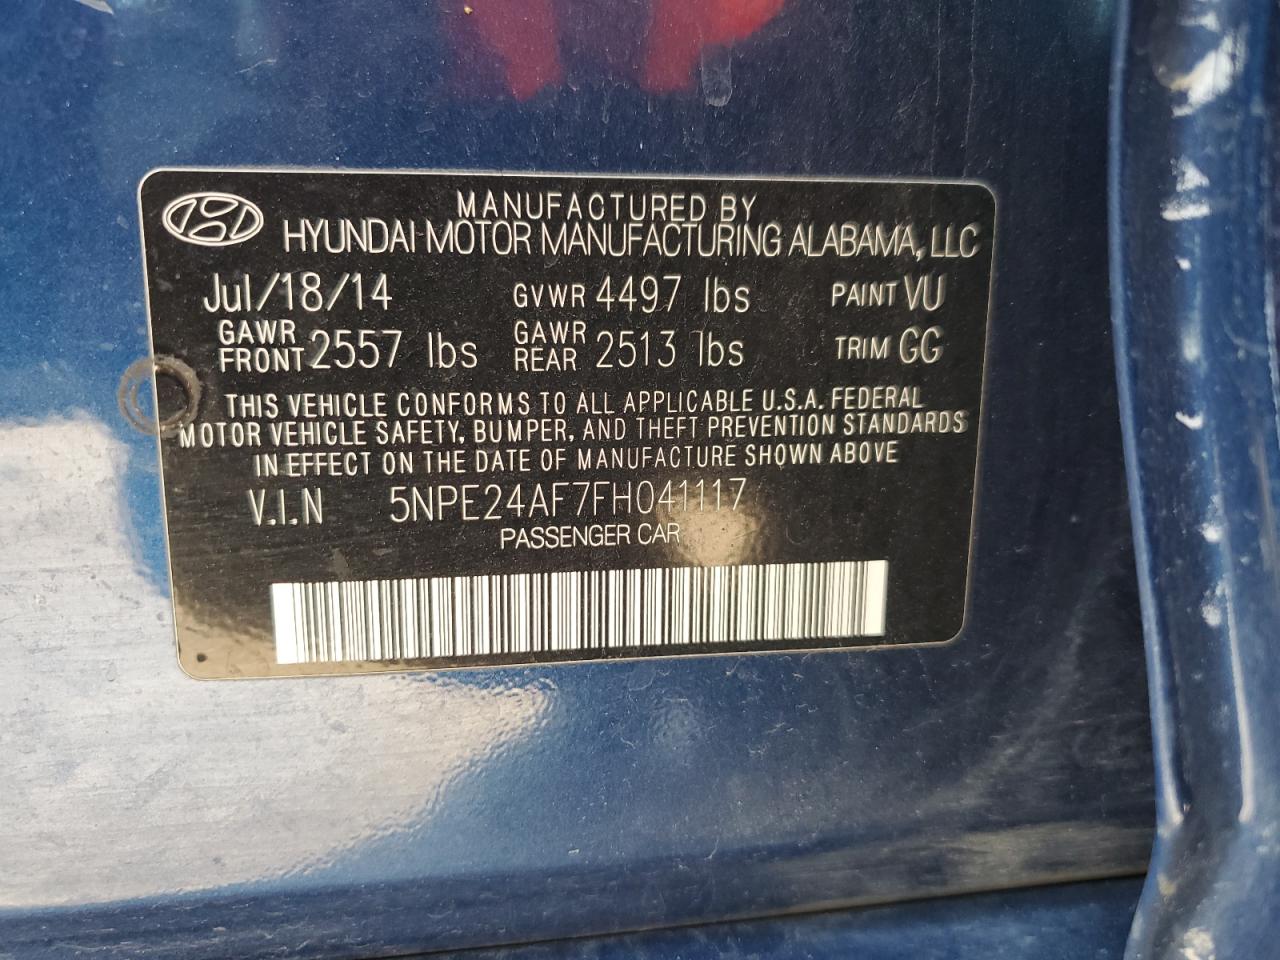 MANUFACTURED BY
HYUNDAI MOTOR MANUFACTURING ALABAMA, LLC
Jul/18/14 GVWR 4497 lbs PAINT VU
GAWR FRONT 2557 lbs GAWR REAR 2513 lbs TRIM GG
THIS VEHICLE CONFORMS TO ALL APPLICABLE U.S.A. FEDERAL
MOTOR VEHICLE SAFETY, BUMPER, AND THEFT PREVENTION STANDARDS
IN EFFECT ON THE DATE OF MANUFACTURE SHOWN ABOVE
V.I.N 5NPE24AF7FH041117
PASSENGER CAR